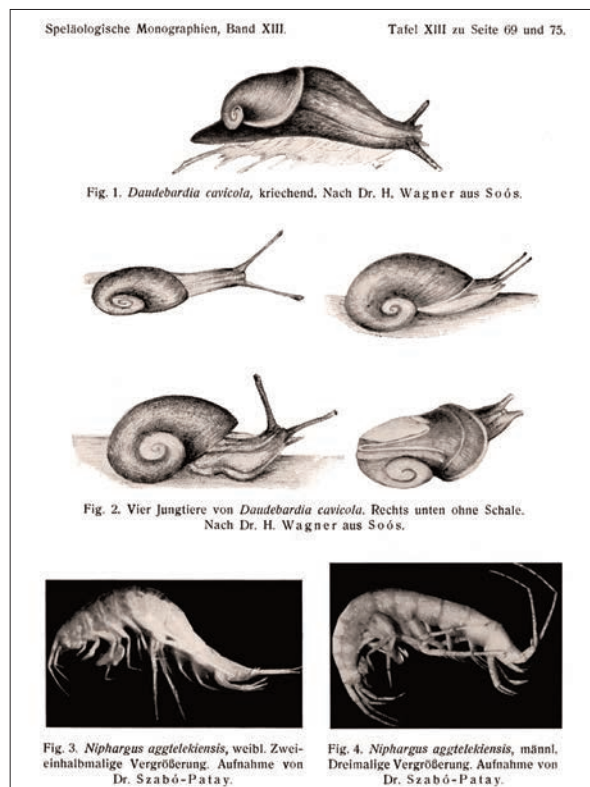 Speläologische Monographien, Band XIII. Tafel XIII zu Seite 69 und 75.
Fig. 1. Daudebardia cavicola, kriechend. Nach Dr. H. Wagner aus Soós.
Fig. 2. Vier Jungtiere von Daudebardia cavicola. Rechts unten ohne Schale.
Nach Dr. H. Wagner aus Soós.
Fig. 3. Niphargus aggtelekiensis, weibl. Zwei-
einhalbmalige Vergrößerung. Aufnahme von
Dr. Szabó-Patay.
Fig. 4. Niphargus aggtelekiensis, männl.
Dreimalige Vergrößerung. Aufnahme von
Dr. Szabó-Patay.